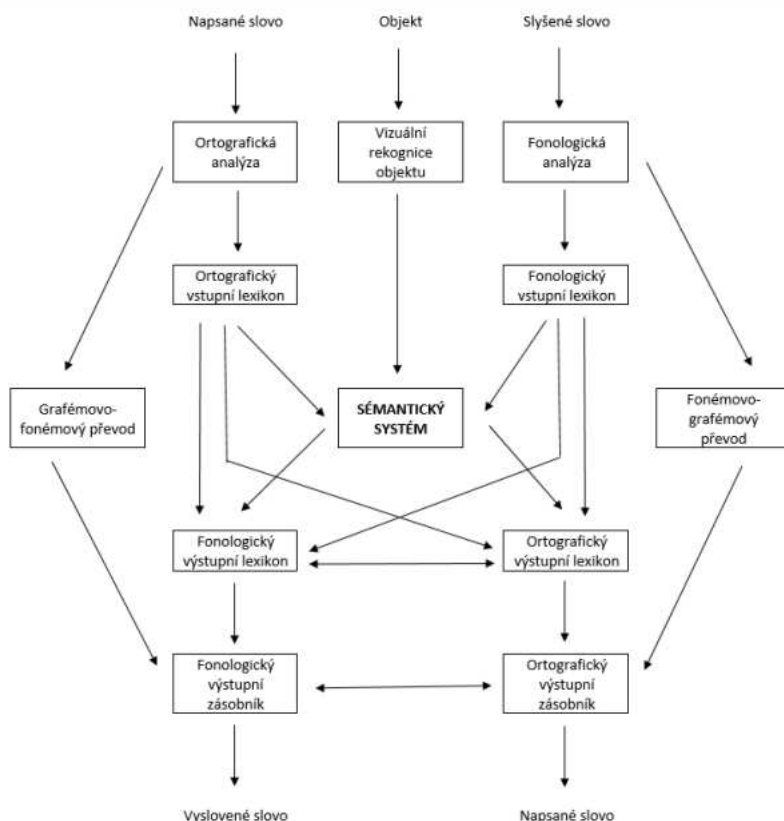 Napsané slovo
Objekt
Slyšené slovo
Ortografická
analýza
Vizuální
rekognice
objektu
Fonologická
analýza
Ortografický
vstupní lexikon
Fonologický
vstupní lexikon
Grafémovo-
fonémový převod
SÉMANTICKÝ
SYSTÉM
Fonémovo-
grafémový
převod
Fonologický
výstupní lexikon
Ortografický
výstupní lexikon
Fonologický
výstupní
zásobník
Ortografický
výstupní
zásobník
Vyslovené slovo
Napsané slovo